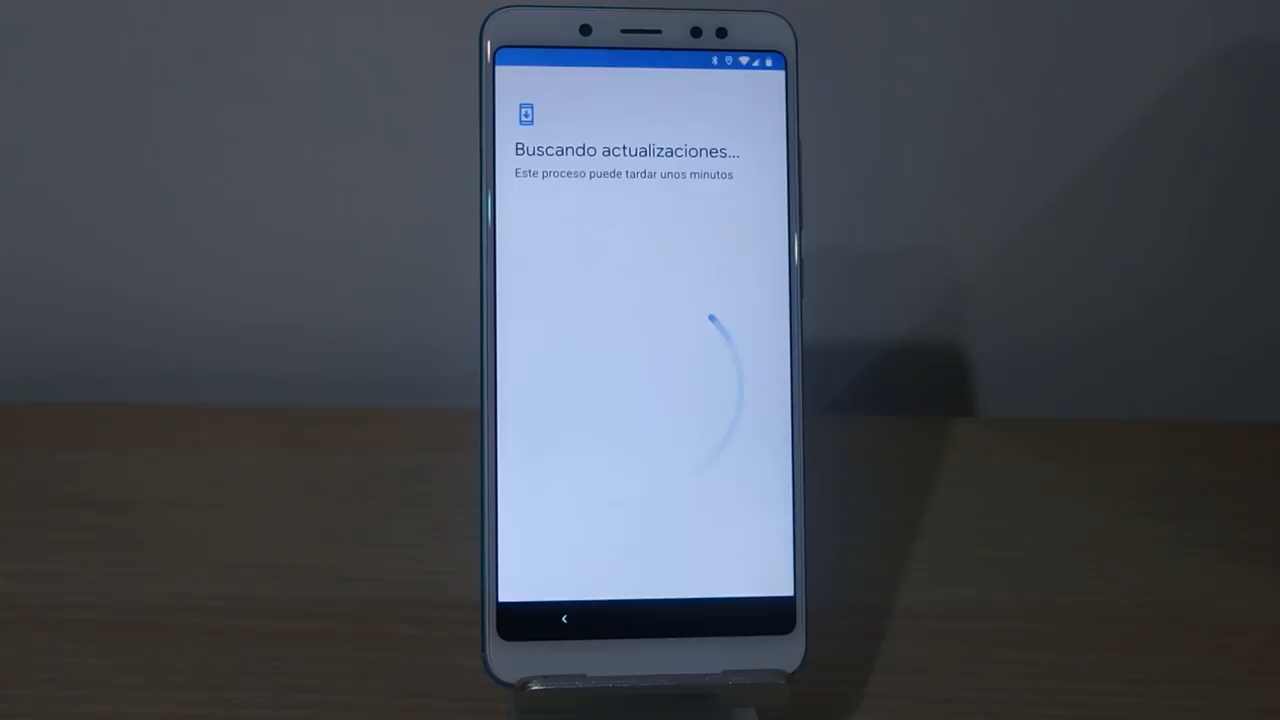 Buscando actualizaciones...
Este proceso puede tardar unos minutos